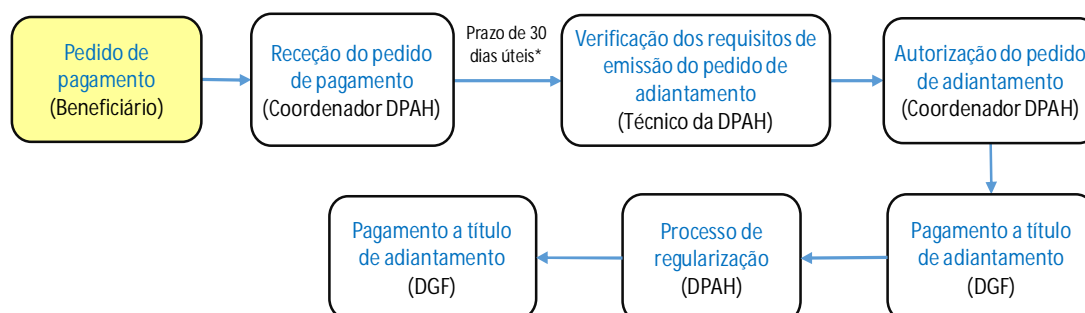 Pedido de
pagamento
(Beneficiário)
Receção do pedido
de pagamento
(Coordenador DPAH)
Prazo de 30
dias úteis*
Verificação dos requisitos de
emissão do pedido de
adiantamento
(Técnico da DPAH)
Autorização do pedido
de adiantamento
(Coordenador DPAH)
Pagamento a título
de adiantamento
(DGF)
Processo de
regularização
(DPAH)
Pagamento a título
de adiantamento
(DGF)